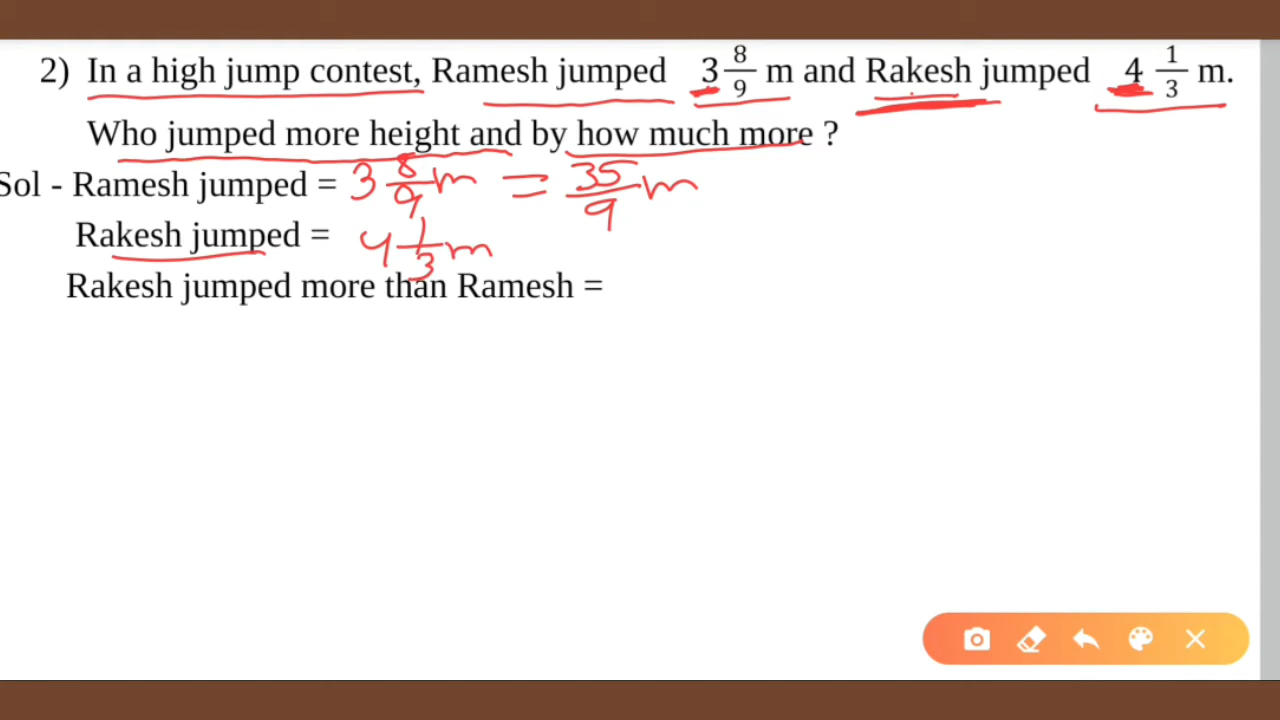 2) In a high jump contest, Ramesh jumped 3 8/9 m and Rakesh jumped 4 1/3 m.
Who jumped more height and by how much more ?
Sol - Ramesh jumped = 3 8/9 m = 35/9 m
Rakesh jumped = 4 1/3 m
Rakesh jumped more than Ramesh =